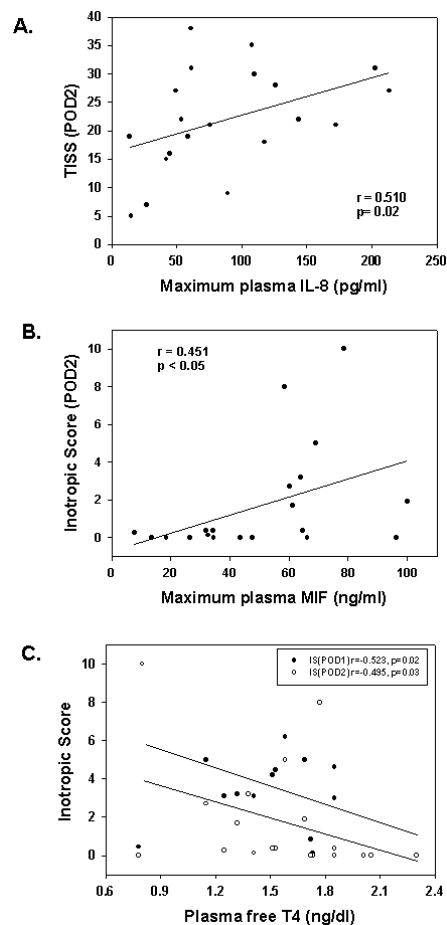 A.
TISS (POD2)
40
35
30
25
20
15
10
5
0
r = 0.510
p= 0.02
0 50 100 150 200 250
Maximum plasma IL-8 (pg/ml)
B.
Inotropic Score (POD2)
10
8
6
4
2
0
r = 0.451
p < 0.05
0 20 40 60 80 100
Maximum plasma MIF (ng/ml)
C.
Inotropic Score
10
8
6
4
2
0
IS(POD1)r=-0.523, p=0.02
IS(POD2)r=-0.495, p=0.03
0.6 0.9 1.2 1.5 1.8 2.1 2.4
Plasma free T4 (ng/dl)